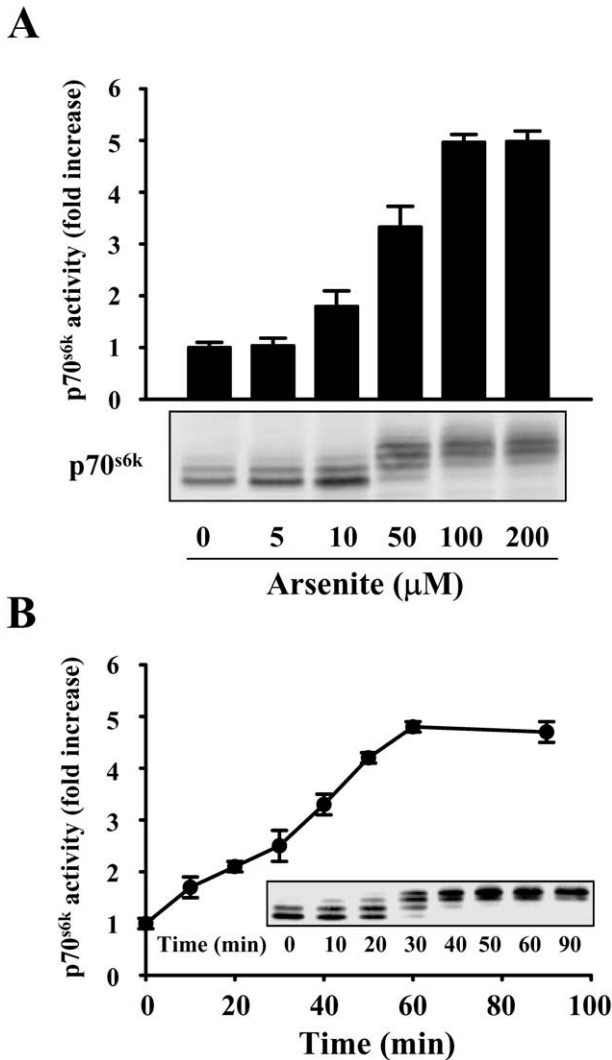 A
p70s6k activity (fold increase)
6
5
4
3
2
1
0
p70s6k
0 5 10 50 100 200
Arsenite (μM)
B
p70s6k activity (fold increase)
6
5
4
3
2
1
0
Time (min) 0 10 20 30 40 50 60 90
0 20 40 60 80 100
Time (min)